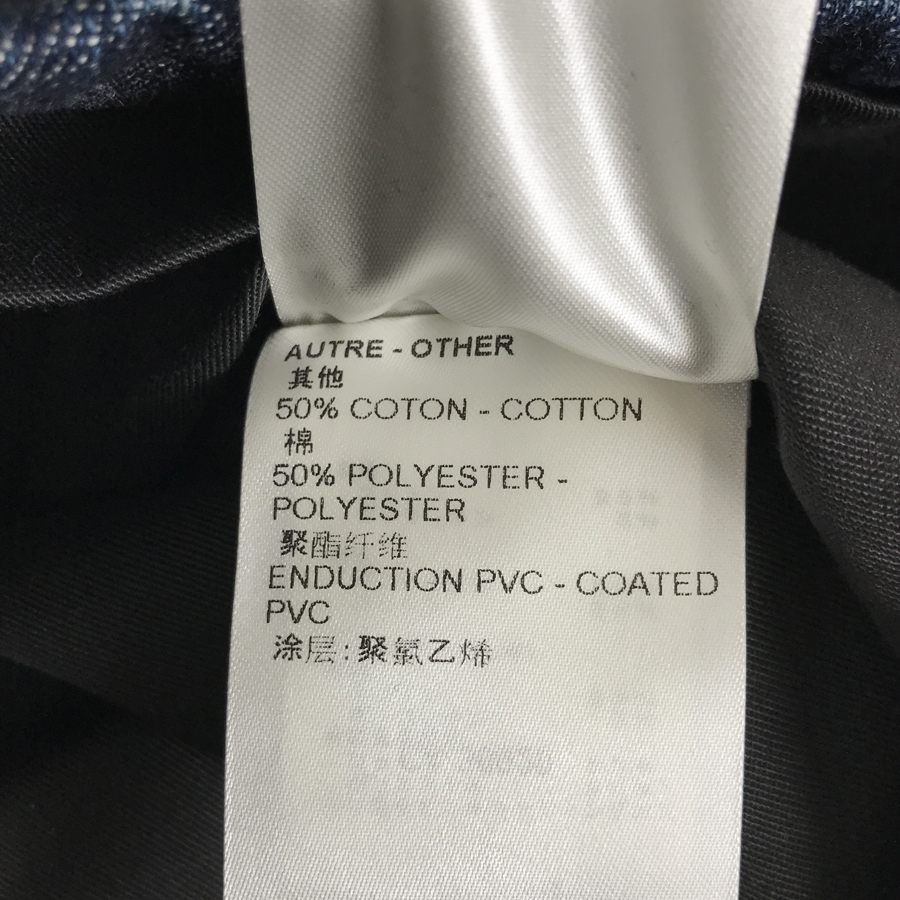 AUTRE - OTHER
其他
50% COTON - COTTON
棉
50% POLYESTER -
POLYESTER
聚酯纤维
ENDUCTION PVC - COATED
PVC
涂层:聚氯乙烯